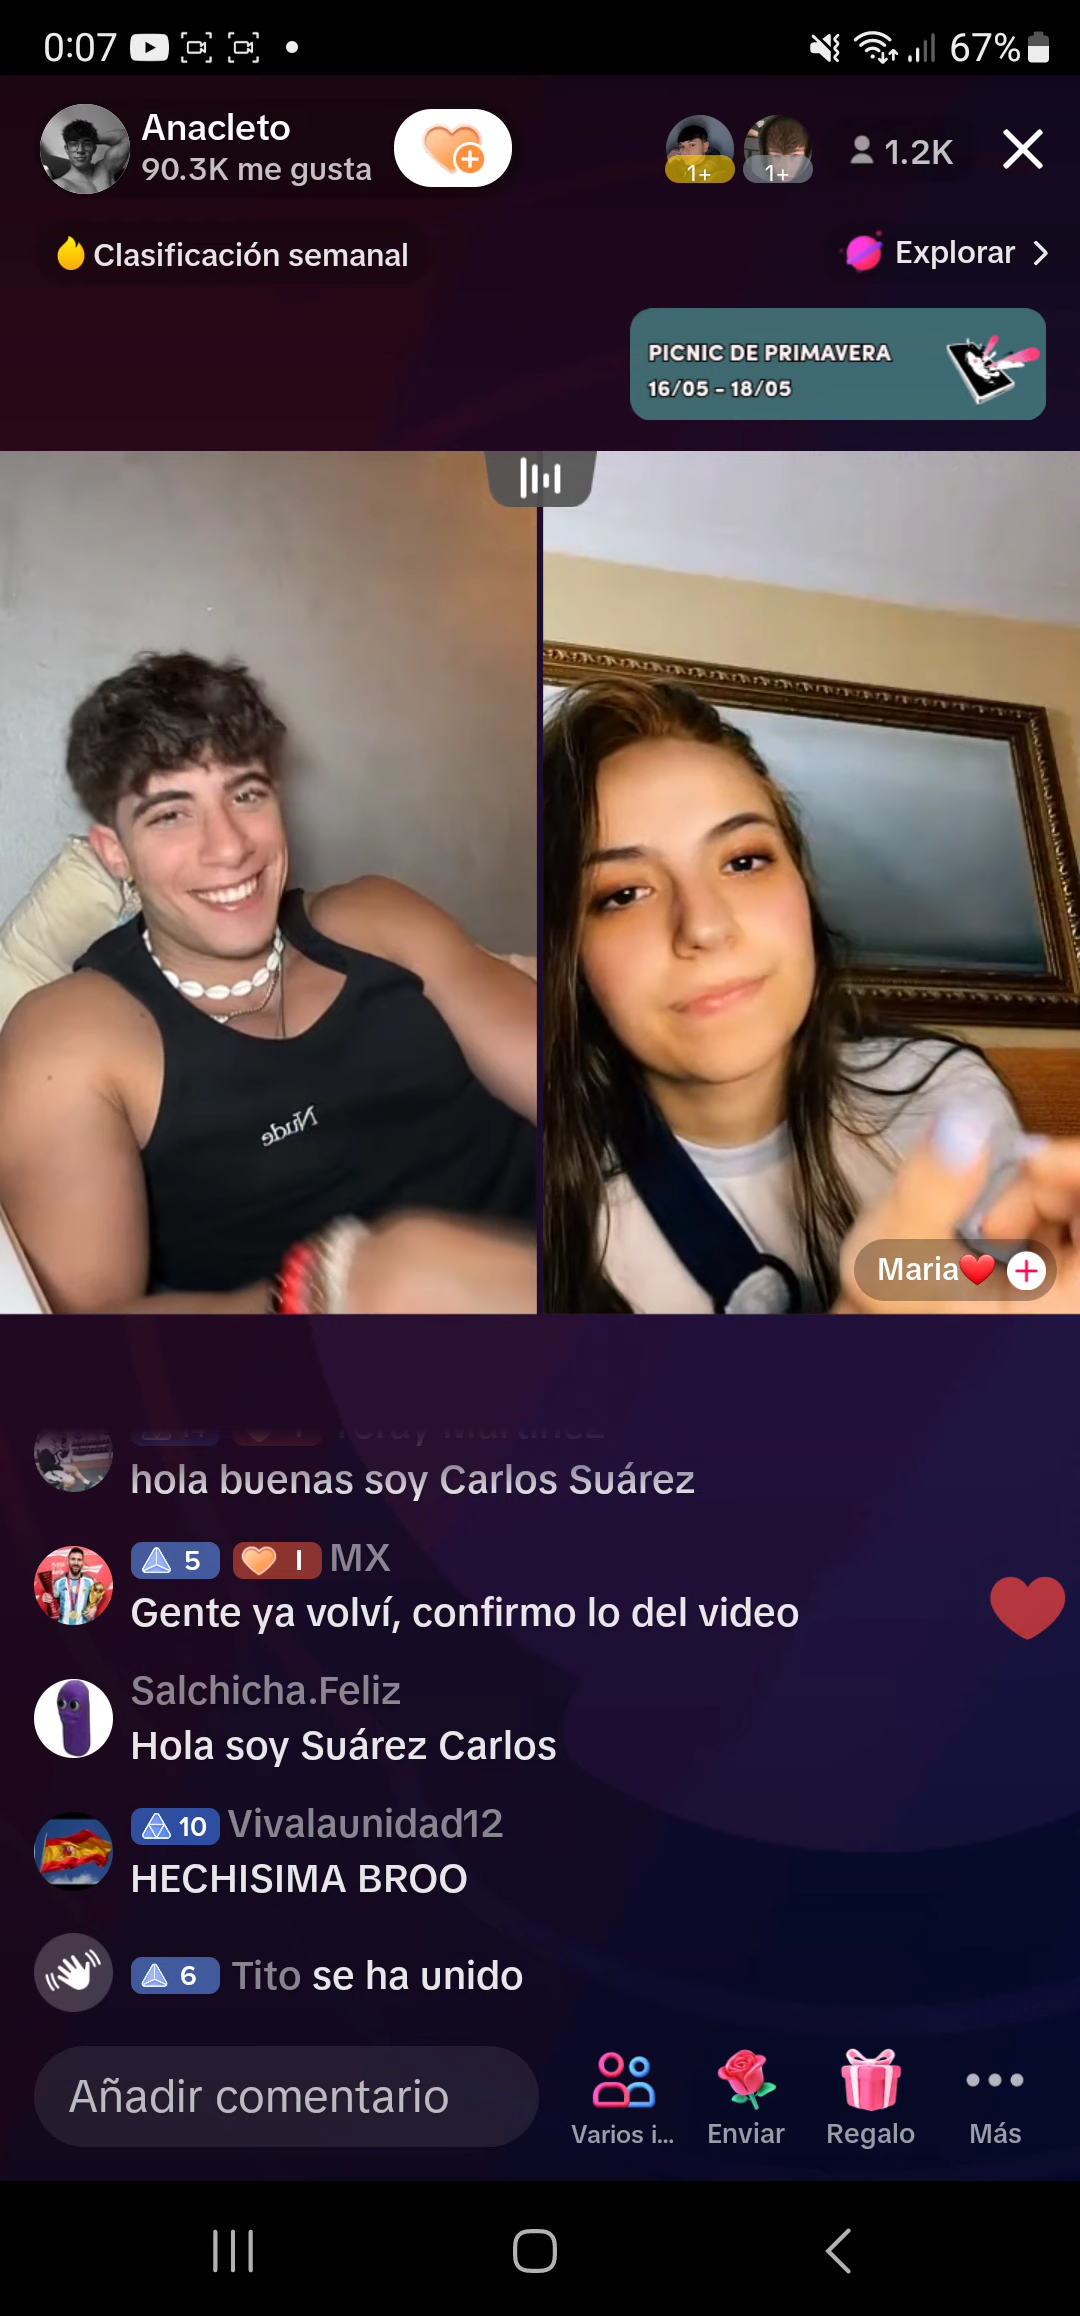 0:07
67%
Anacleto
90.3K me gusta
1+
1+
1.2K
Clasificación semanal
Explorar
PICNIC DE PRIMAVERA
16/05 - 18/05
Nude
Maria
hola buenas soy Carlos Suárez
5 I MX
Gente ya volví, confirmo lo del video
Salchicha.Feliz
Hola soy Suárez Carlos
10 Vivalaunidad12
HECHISIMA BROO
6 Tito se ha unido
Añadir comentario
Varios i...
Enviar
Regalo
Más